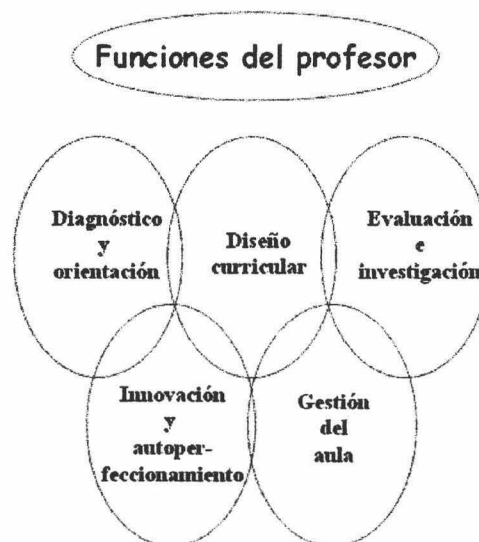 Funciones del profesor
Diagnóstico
y
orientación
Diseño
curricular
Evaluación
e
investigación
Innovación
y
autoper-
feccionamiento
Gestión
del
aula